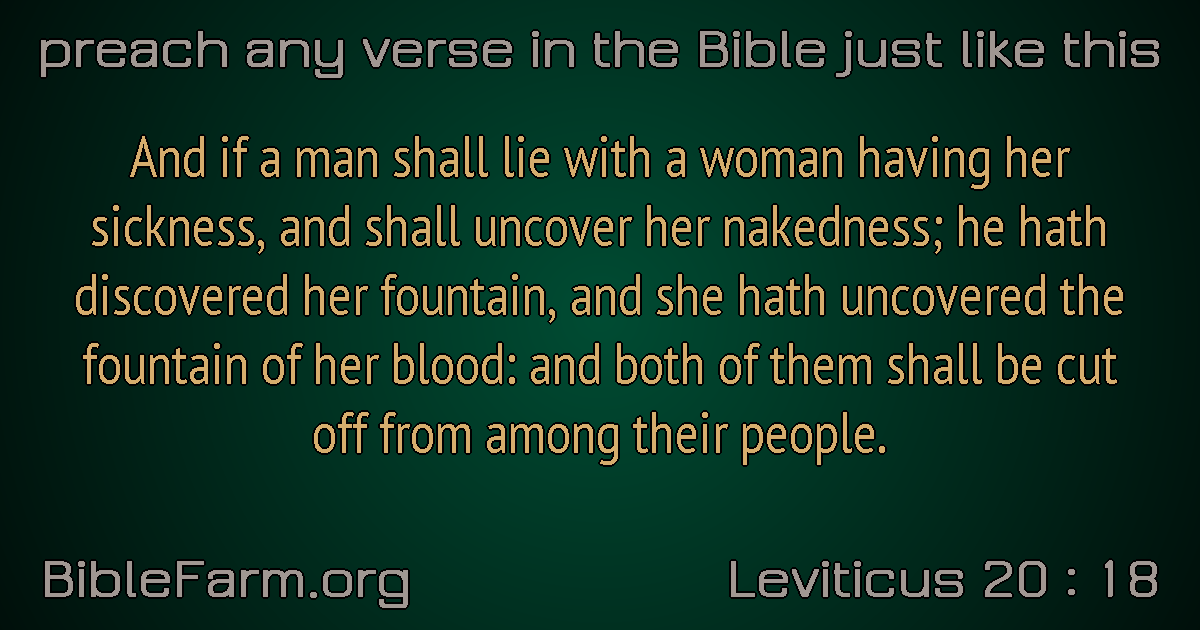 preach any verse in the Bible just like this
And if a man shall lie with a woman having her
sickness, and shall uncover her nakedness; he hath
discovered her fountain, and she hath uncovered the
fountain of her blood: and both of them shall be cut
off from among their people.
BibleFarm.org
Leviticus 20 : 18